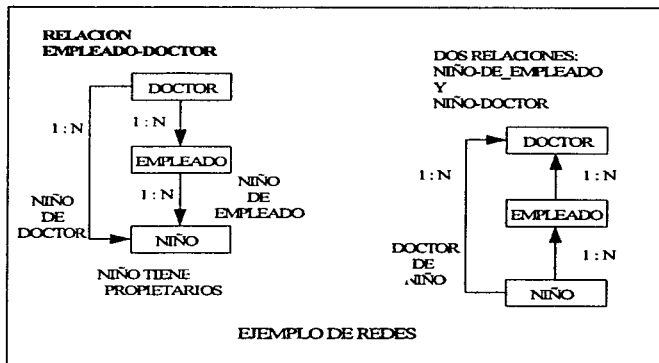 RELACION
EMPLEADO-DOCTOR
DOCTOR
1 : N
1 : N
EMPLEADO
1 : N
NIÑO
DE
EMPLEADO
NIÑO
DE
DOCTOR
NIÑO
NIÑO TIENE
PROPIETARIOS
DOS RELACIONES:
NIÑO-DE_EMPLEADO
Y
NIÑO-DOCTOR
DOCTOR
1 : N
1 : N
EMPLEADO
1 : N
DOCTOR
DE
NIÑO
NIÑO
EJEMPLO DE REDES